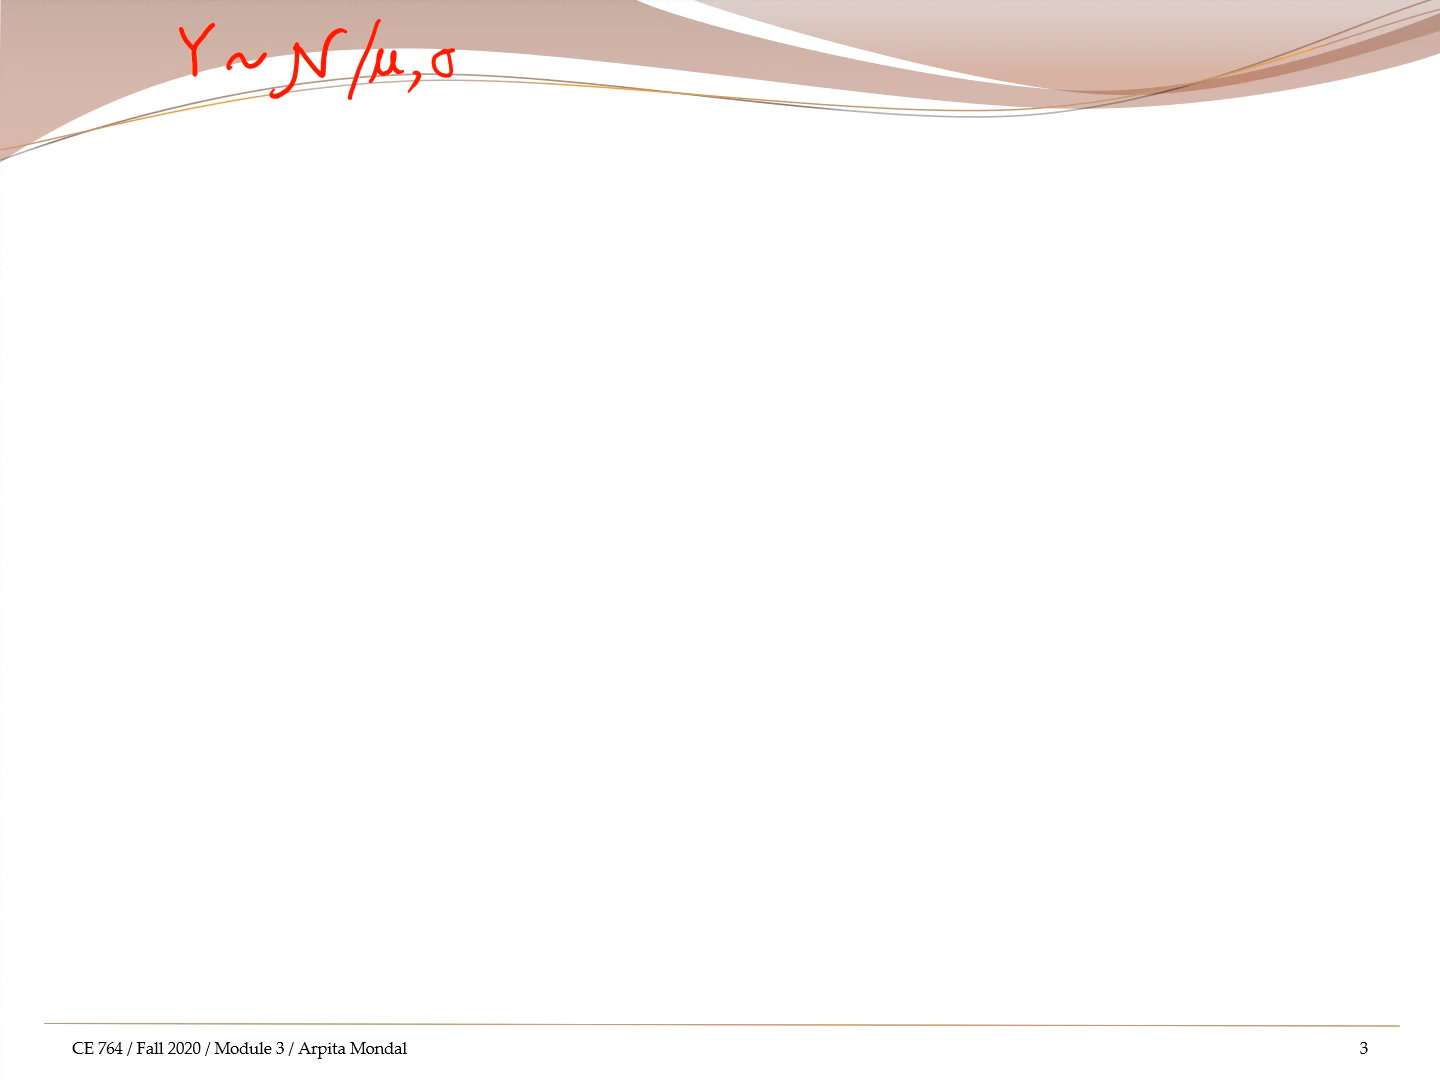 Y ~ N / μ, σ
CE 764 / Fall 2020 / Module 3 / Arpita Mondal
3